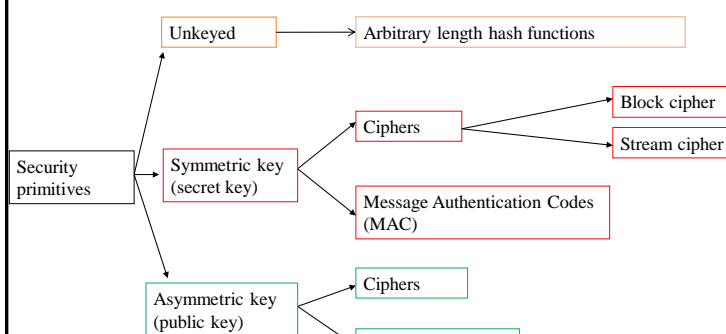 Unkeyed
Arbitrary length hash functions
Block cipher
Ciphers
Stream cipher
Security
primitives
Symmetric key
(secret key)
Message Authentication Codes
(MAC)
Ciphers
Asymmetric key
(public key)